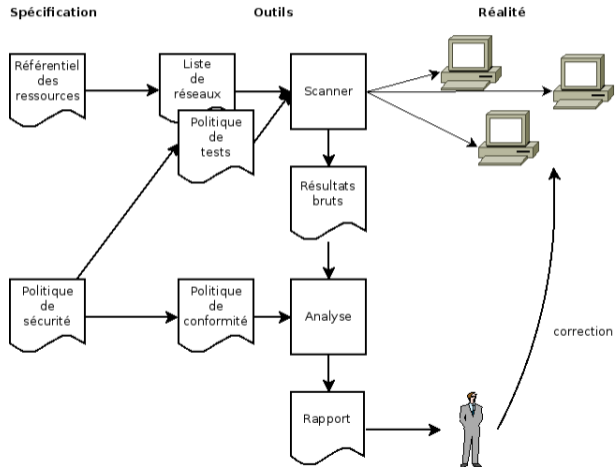 Spécification
Outils
Réalité
Référentiel
des
ressources
Liste
de
réseaux
Scanner
Politique
de
tests
Résultats
bruts
Politique
de
sécurité
Politique
de
conformité
Analyse
correction
Rapport